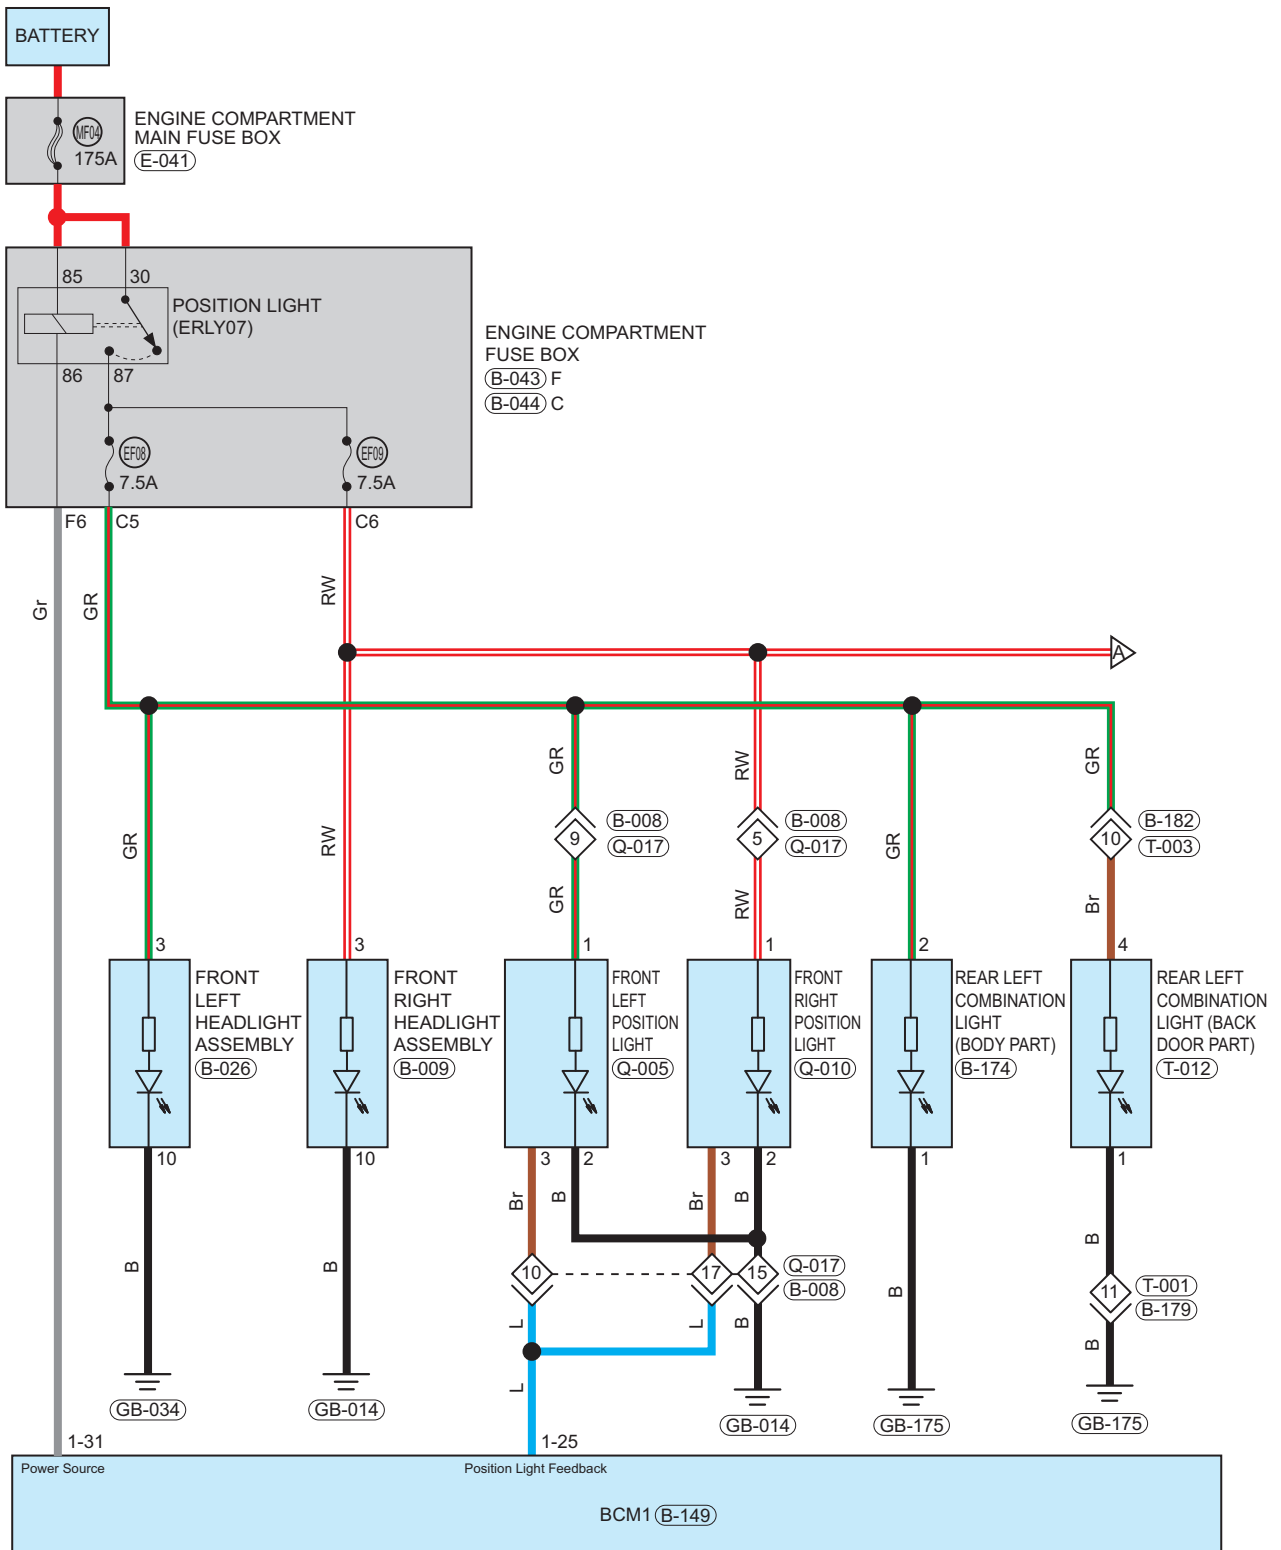 BATTERY
MF04
175A
ENGINE COMPARTMENT
MAIN FUSE BOX
E-041
85
30
POSITION LIGHT
(ERLY07)
86
87
EF08
7.5A
EF09
7.5A
ENGINE COMPARTMENT
FUSE BOX
B-043 F
B-044 C
F6
C5
C6
Gr
GR
RW
A
GR
RW
GR
RW
GR
GR
9
B-008
Q-017
5
B-008
Q-017
10
B-182
T-003
GR
RW
Br
3
FRONT
LEFT
HEADLIGHT
ASSEMBLY
B-026
10
3
FRONT
RIGHT
HEADLIGHT
ASSEMBLY
B-009
10
1
FRONT
LEFT
POSITION
LIGHT
Q-005
3
2
1
FRONT
RIGHT
POSITION
LIGHT
Q-010
3
2
2
REAR LEFT
COMBINATION
LIGHT
(BODY PART)
B-174
1
4
REAR LEFT
COMBINATION
LIGHT (BACK
DOOR PART)
T-012
1
B
B
Br
B
Br
B
B
B
10
17
15
Q-017
B-008
11
T-001
B-179
L
L
B
B
L
GB-034
GB-014
GB-014
GB-175
GB-175
1-31
1-25
Power Source
Position Light Feedback
BCM1 B-149